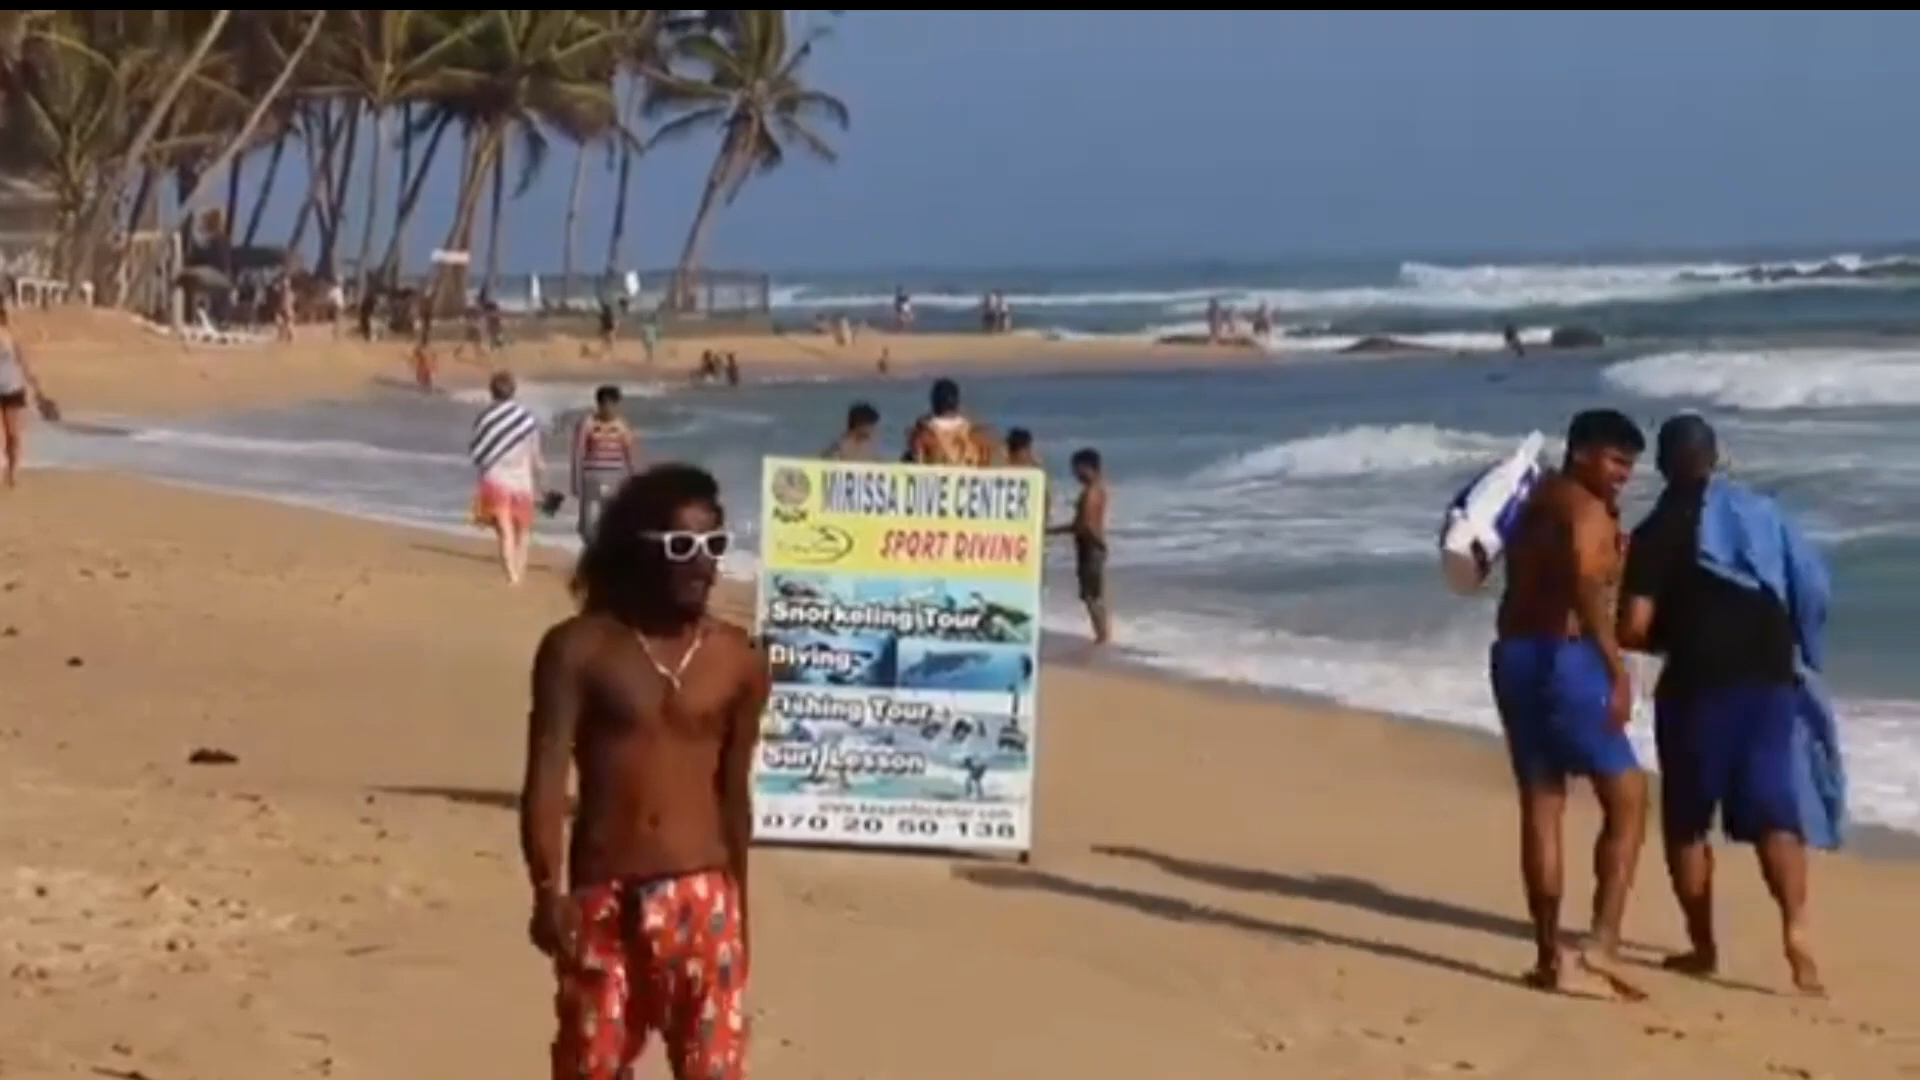 MIRISSA DIVE CENTER
SPORT DIVING
Snorkeling Tour
Diving
Fishing Tour
Surf Lesson
070 20 50 138